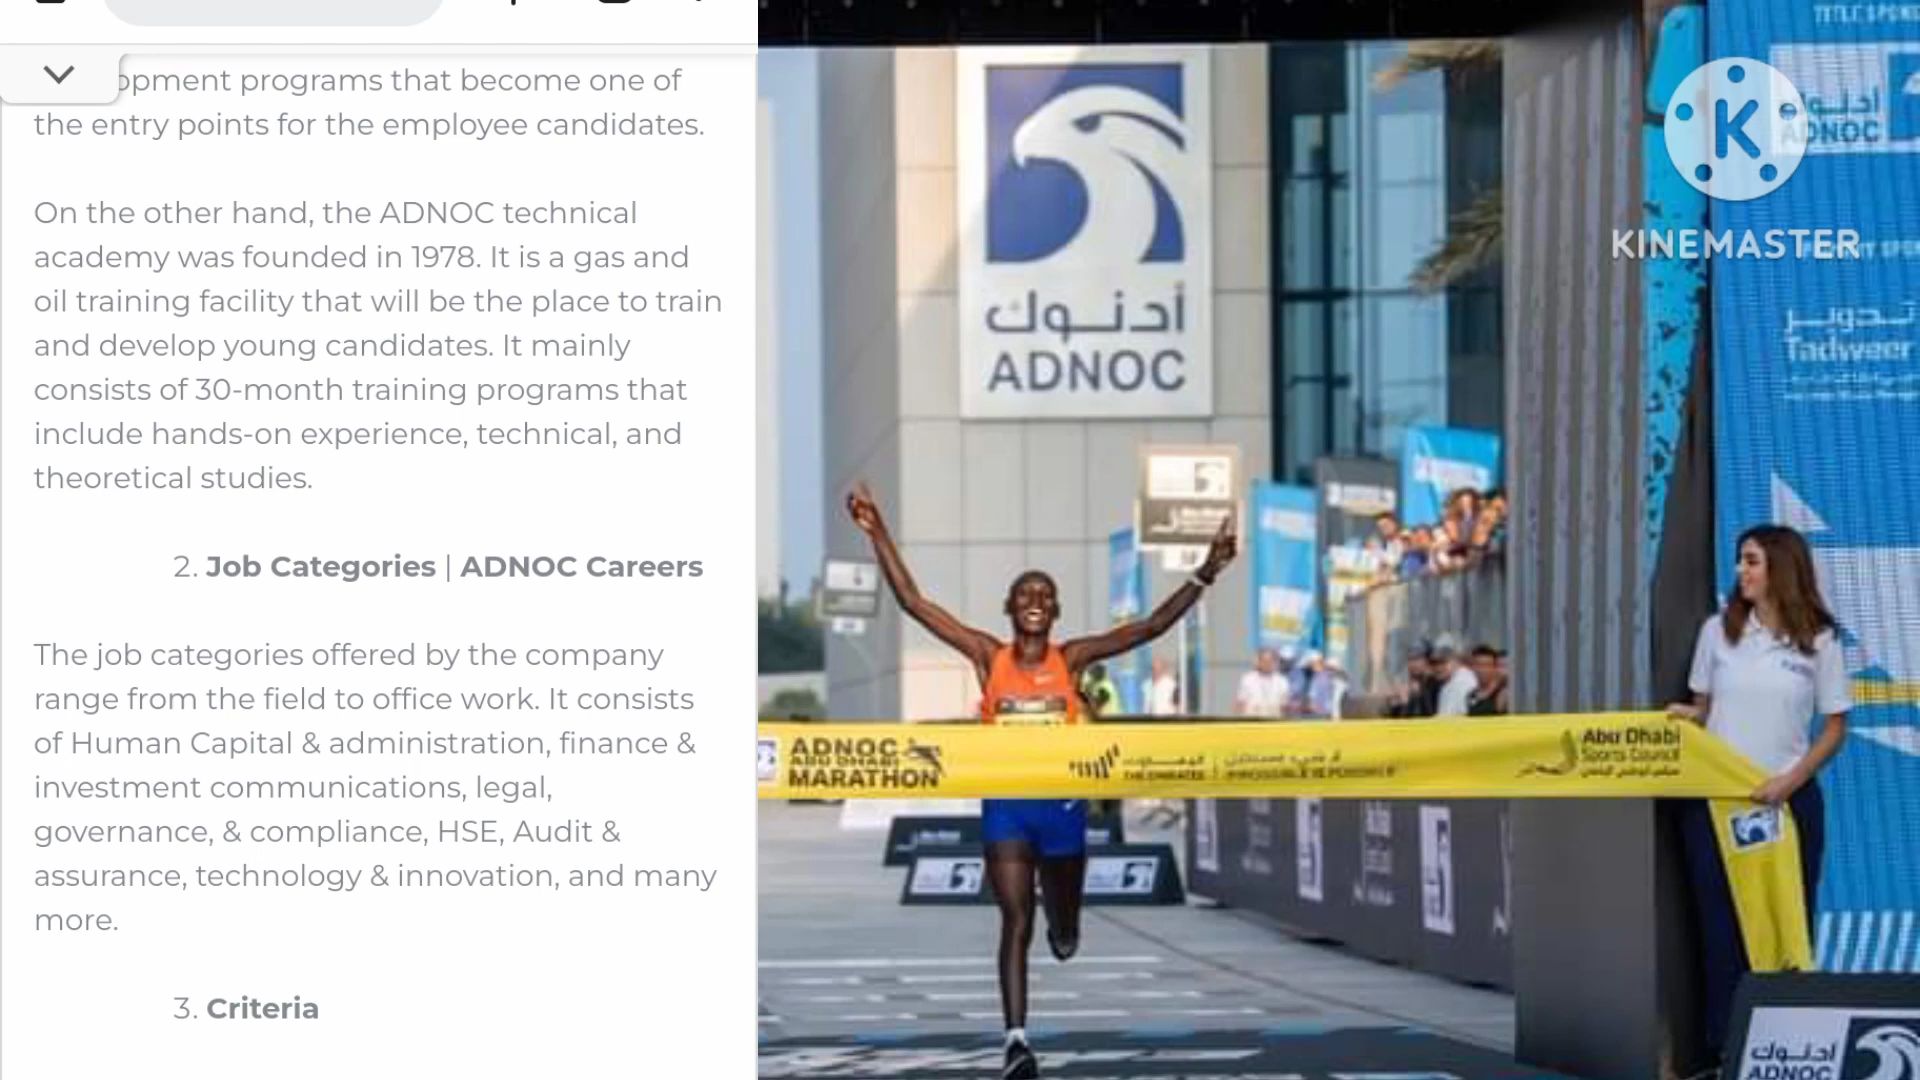 opment programs that become one of
the entry points for the employee candidates.
On the other hand, the ADNOC technical
academy was founded in 1978. It is a gas and
oil training facility that will be the place to train
and develop young candidates. It mainly
consists of 30-month training programs that
include hands-on experience, technical, and
theoretical studies.
2. Job Categories | ADNOC Careers
The job categories offered by the company
range from the field to office work. It consists
of Human Capital & administration, finance &
investment communications, legal,
governance, & compliance, HSE, Audit &
assurance, technology & innovation, and many
more.
3. Criteria
أدنوك
ADNOC
K
KINEMASTER
أدنوك
ADNOC
تدوير
Tadweer
ADNOC
ABU DHABI
MARATHON
THE EMIRATES
Abu Dhabi
Sports Council
أدنوك
ADNOC